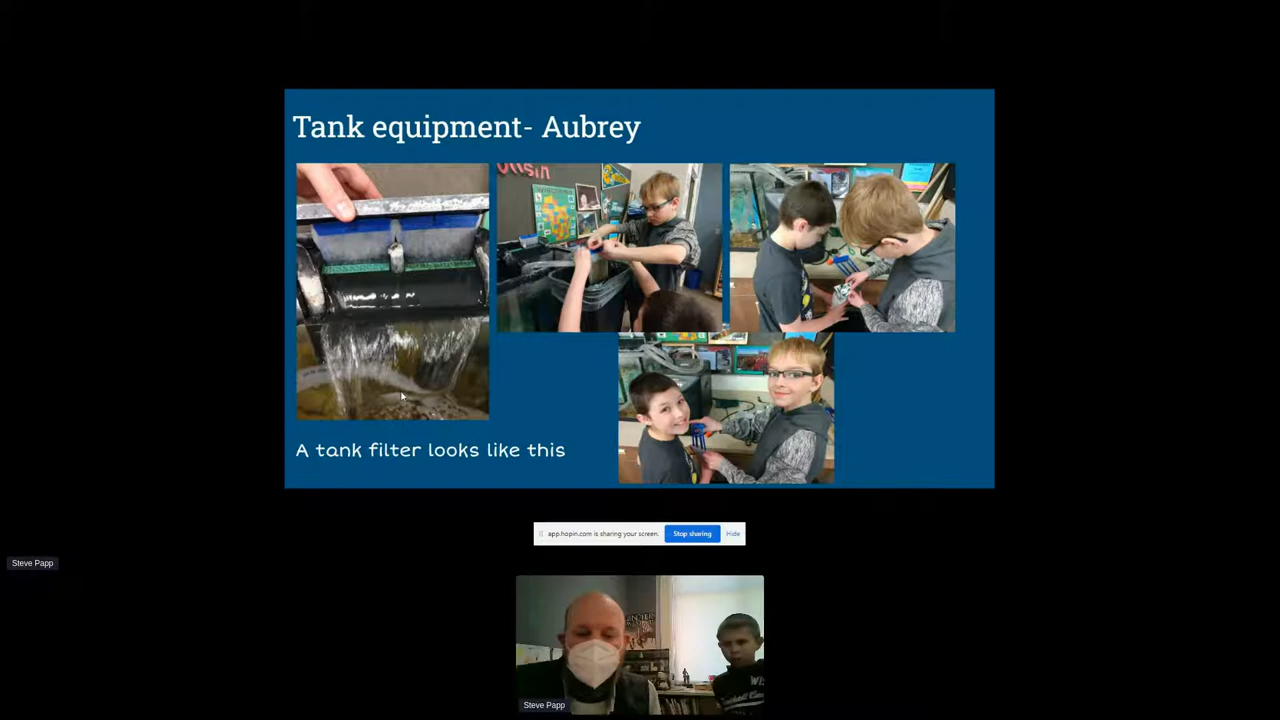 Tank equipment- Aubrey
onsin
A tank filter looks like this
app.hopin.com is sharing your screen.
Stop sharing
Hide
Steve Papp
Steve Papp